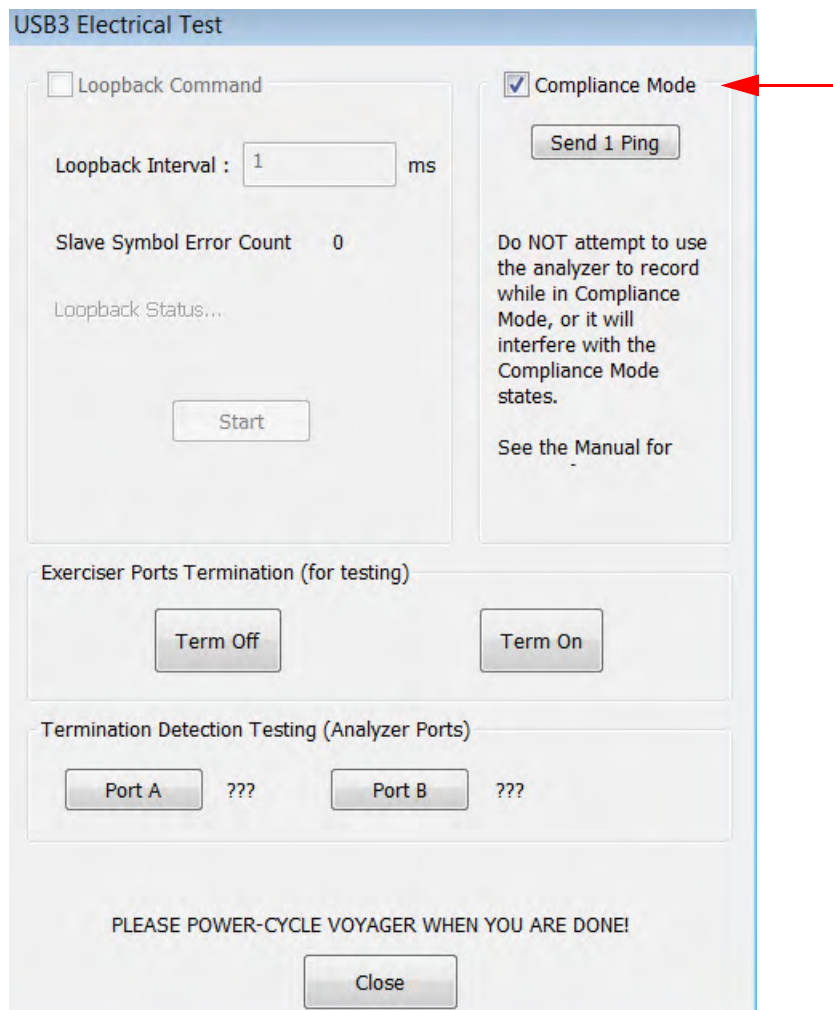 USB3 Electrical Test
Loopback Command
Loopback Interval : 1 ms
Slave Symbol Error Count 0
Loopback Status...
Start
Compliance Mode
Send 1 Ping
Do NOT attempt to use
the analyzer to record
while in Compliance
Mode, or it will
interfere with the
Compliance Mode
states.
See the Manual for
Exerciser Ports Termination (for testing)
Term Off
Term On
Termination Detection Testing (Analyzer Ports)
Port A ???
Port B ???
PLEASE POWER-CYCLE VOYAGER WHEN YOU ARE DONE!
Close